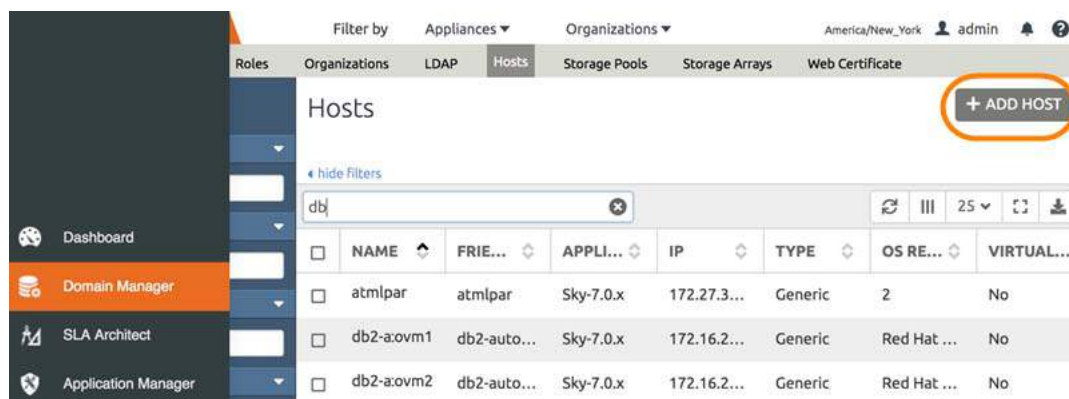 Filter by Appliances Organizations America/New_York admin
Roles Organizations LDAP Hosts Storage Pools Storage Arrays Web Certificate
Hosts
+ ADD HOST
hide filters
db
25
NAME FRIE... APPLI... IP TYPE OS RE... VIRTUAL...
atmlpar atmlpar Sky-7.0.x 172.27.3... Generic 2 No
db2-a:ovm1 db2-auto... Sky-7.0.x 172.16.2... Generic Red Hat ... No
db2-a:ovm2 db2-auto... Sky-7.0.x 172.16.2... Generic Red Hat ... No
Dashboard
Domain Manager
SLA Architect
Application Manager